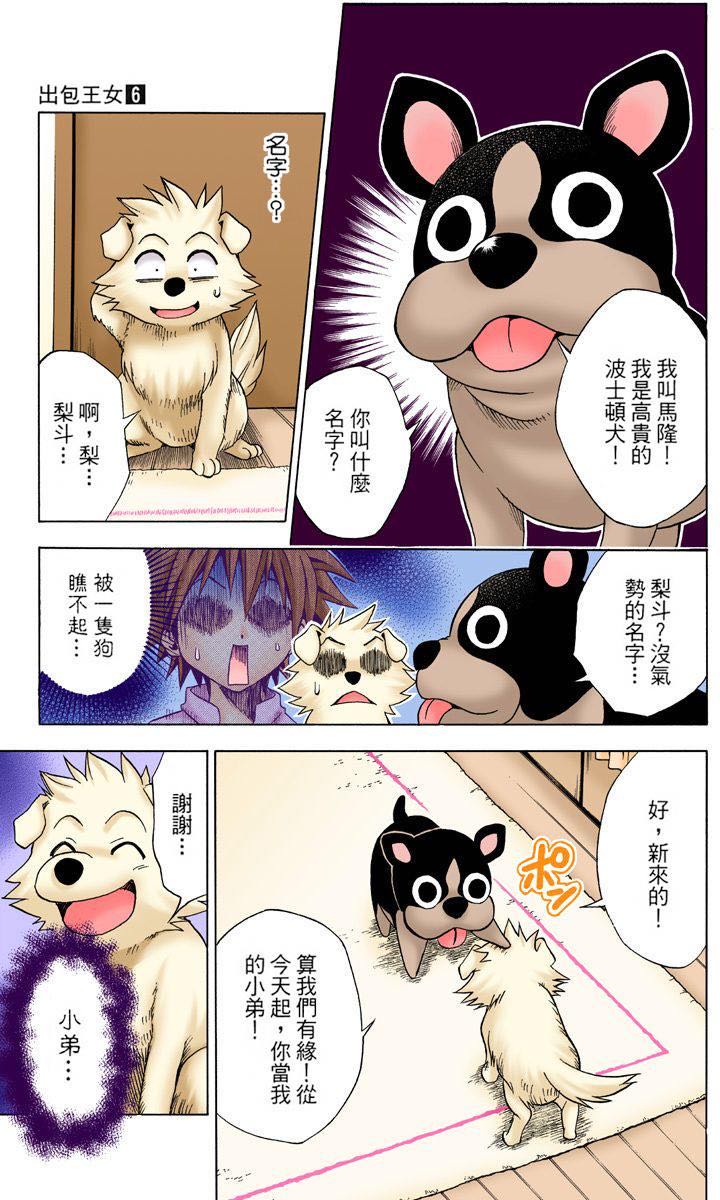 出包王女6
我叫馬隆！
我是高貴的
波士頓犬！
你叫什麼
名字？
名字…？
啊，梨…
梨斗…
梨斗？沒氣
勢的名字…
被一隻狗
瞧不起…
好，新來的！
ポン
算我們有緣！從
今天起，你當我
的小弟！
謝謝…
小弟…